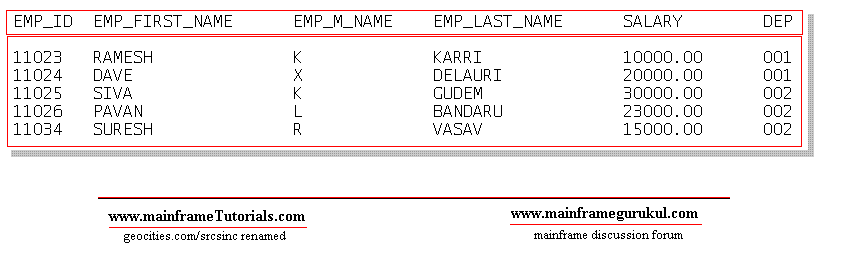 EMP_ID EMP_FIRST_NAME EMP_M_NAME EMP_LAST_NAME SALARY DEP
11023 RAMESH K KARRI 10000.00 001
11024 DAVE X DELAURI 20000.00 001
11025 SIVA K GUDEM 30000.00 002
11026 PAVAN L BANDARU 23000.00 002
11034 SURESH R VASAV 15000.00 002
www.mainframeTutorials.com www.mainframegurukul.com
geocities.com/srcsinc renamed mainframe discussion forum